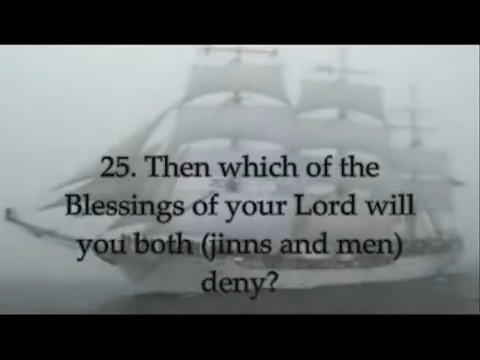 25. Then which of the
Blessings of your Lord will
you both (jinns and men)
deny?